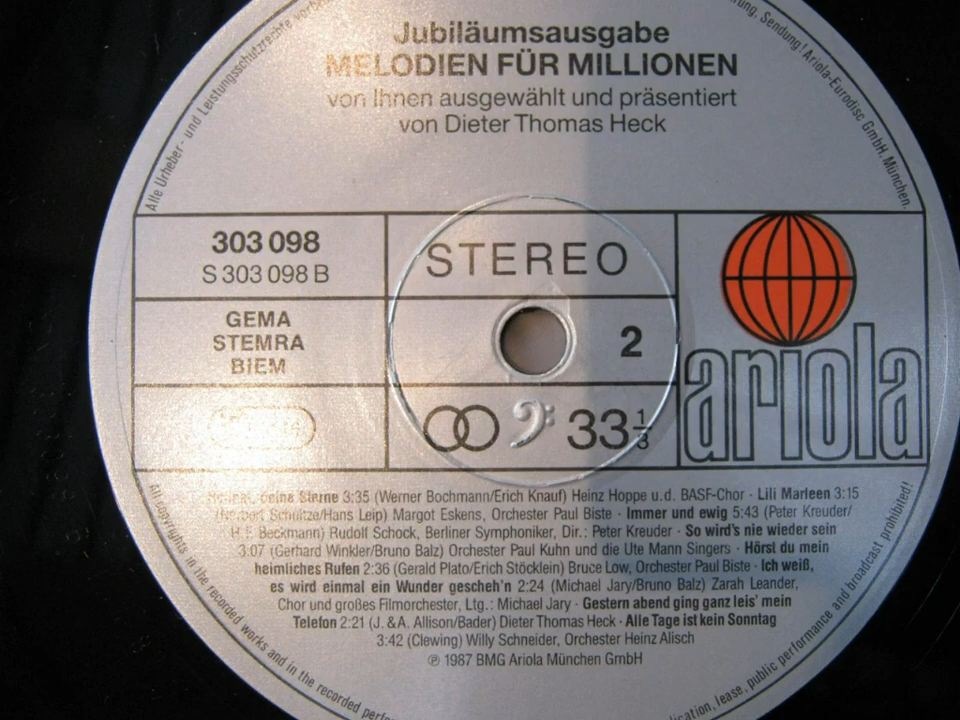 Jubiläumsausgabe
MELODIEN FÜR MILLIONEN
von Ihnen ausgewählt und präsentiert
von Dieter Thomas Heck
303 098
S 303 098 B
GEMA
STEMRA
BIEM
STEREO
2
33 1/3
ariola
deine Sterne 3:35 (Werner Bochmann/Erich Knauf) Heinz Hoppe u.d. BASF-Chor · Lili Marleen 3:15
(Norbert Schultze/Hans Leip) Margot Eskens, Orchester Paul Biste · Immer und ewig 5:43 (Peter Kreuder/
H. F. Beckmann) Rudolf Schock, Berliner Symphoniker, Dir.: Peter Kreuder · So wird's nie wieder sein
3:07 (Gerhard Winkler/Bruno Balz) Orchester Paul Kuhn und die Ute Mann Singers · Hörst du mein
heimliches Rufen 2:36 (Gerald Plato/Erich Stöcklein) Bruce Low, Orchester Paul Biste · Ich weiß,
es wird einmal ein Wunder gescheh'n 2:24 (Michael Jary/Bruno Balz) Zarah Leander,
Chor und großes Filmorchester, Ltg.: Michael Jary · Gestern abend ging ganz leis' mein
Telefon 2:21 (J. & A. Allison/Bader) Dieter Thomas Heck · Alle Tage ist kein Sonntag
3:42 (Clewing) Willy Schneider, Orchester Heinz Alisch
℗ 1987 BMG Ariola München GmbH
Alle Urheber- und Leistungsschutzrechte
Sendung! Ariola-Eurodisc GmbH, München.
All copyrights in the recorded works and in the recorded
lease, public performance and broadcast prohibited!